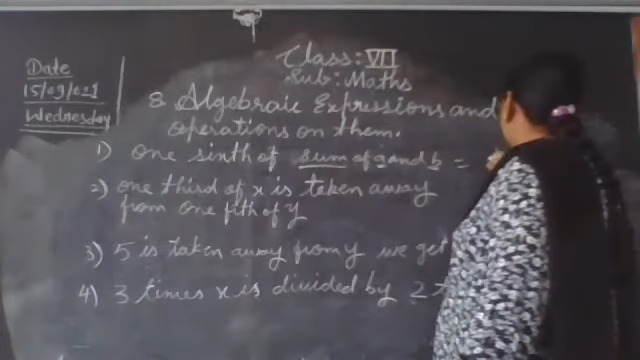 Class: VII
Sub: Maths
Date
15/09/021
Wednesday
8 Algebraic Expressions and
operations on them.
1) One sinth of sum of a and b =
2) one third of x is taken away
from one fith of y
3) 5 is taken away from y we get
4) 3 times x is divided by 2